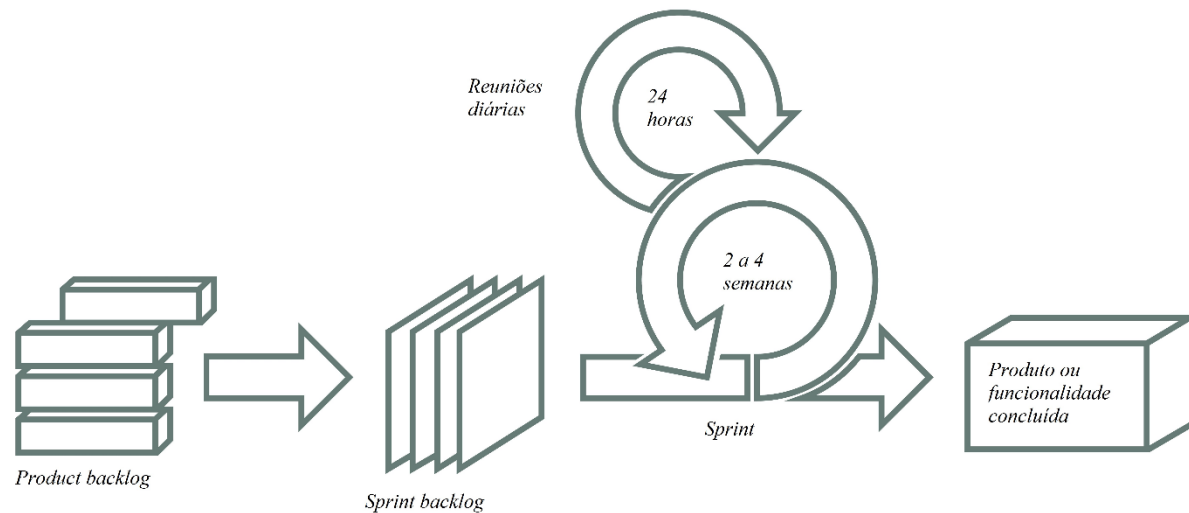 Reuniões
diárias
24
horas
2 a 4
semanas
Produto ou
funcionalidade
concluída
Sprint
Product backlog
Sprint backlog